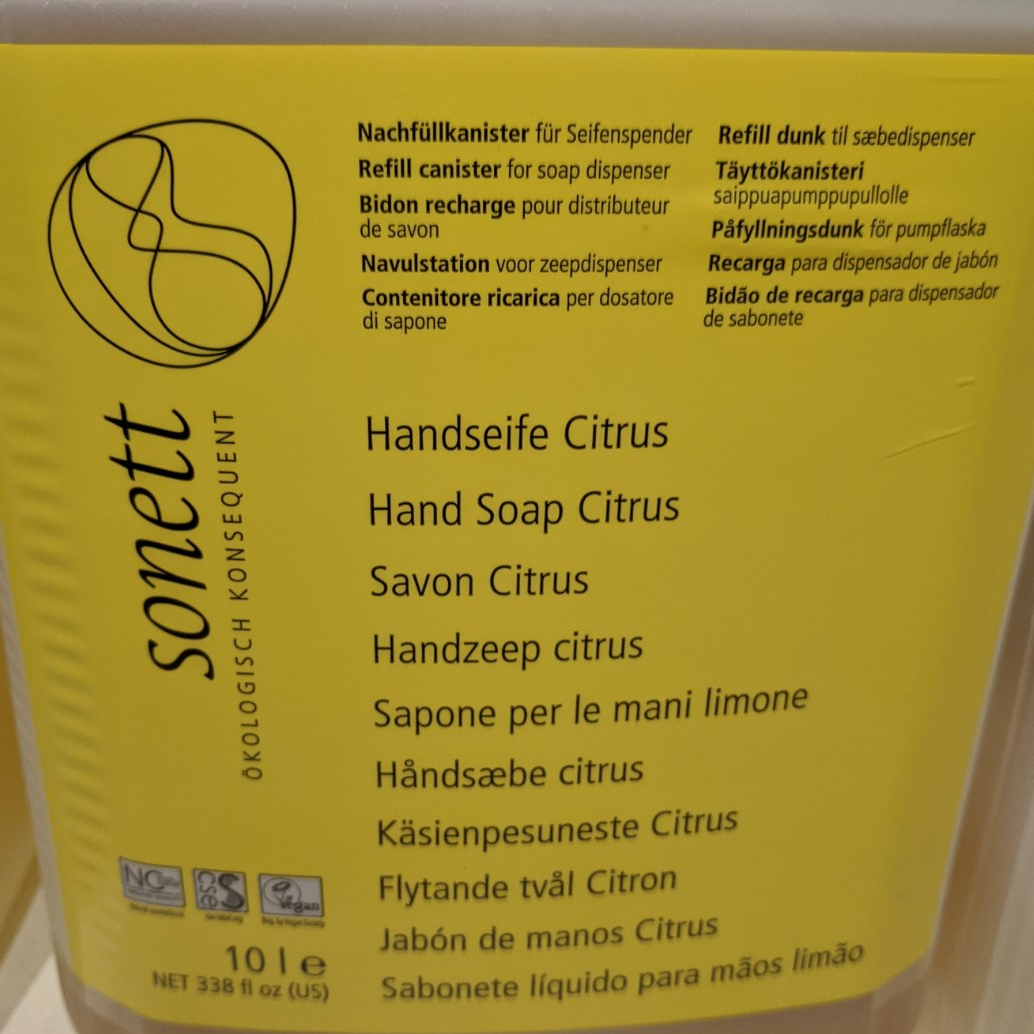 Nachfüllkanister für Seifenspender
Refill canister for soap dispenser
Bidon recharge pour distributeur
de savon
Navulstation voor zeepdispenser
Contenitore ricarica per dosatore
di sapone
Refill dunk til sæbedispenser
Täyttökanisteri
saippuapumppupullolle
Påfyllningsdunk för pumpflaska
Recarga para dispensador de jabón
Bidão de recarga para dispensador
de sabonete
sonett
ÖKOLOGISCH KONSEQUENT
Handseife Citrus
Hand Soap Citrus
Savon Citrus
Handzeep citrus
Sapone per le mani limone
Håndsæbe citrus
Käsienpesuneste Citrus
Flytande tvål Citron
Jabón de manos Citrus
Sabonete líquido para mãos limão
NC
CSE
Vegan
10 l e
NET 338 fl oz (US)